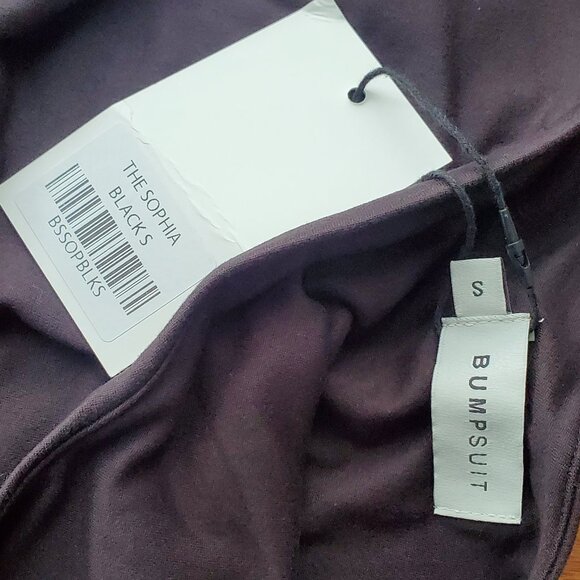 THE SOPHIA
BLACK S
BSSOPBLKS
S
BUMPSUIT